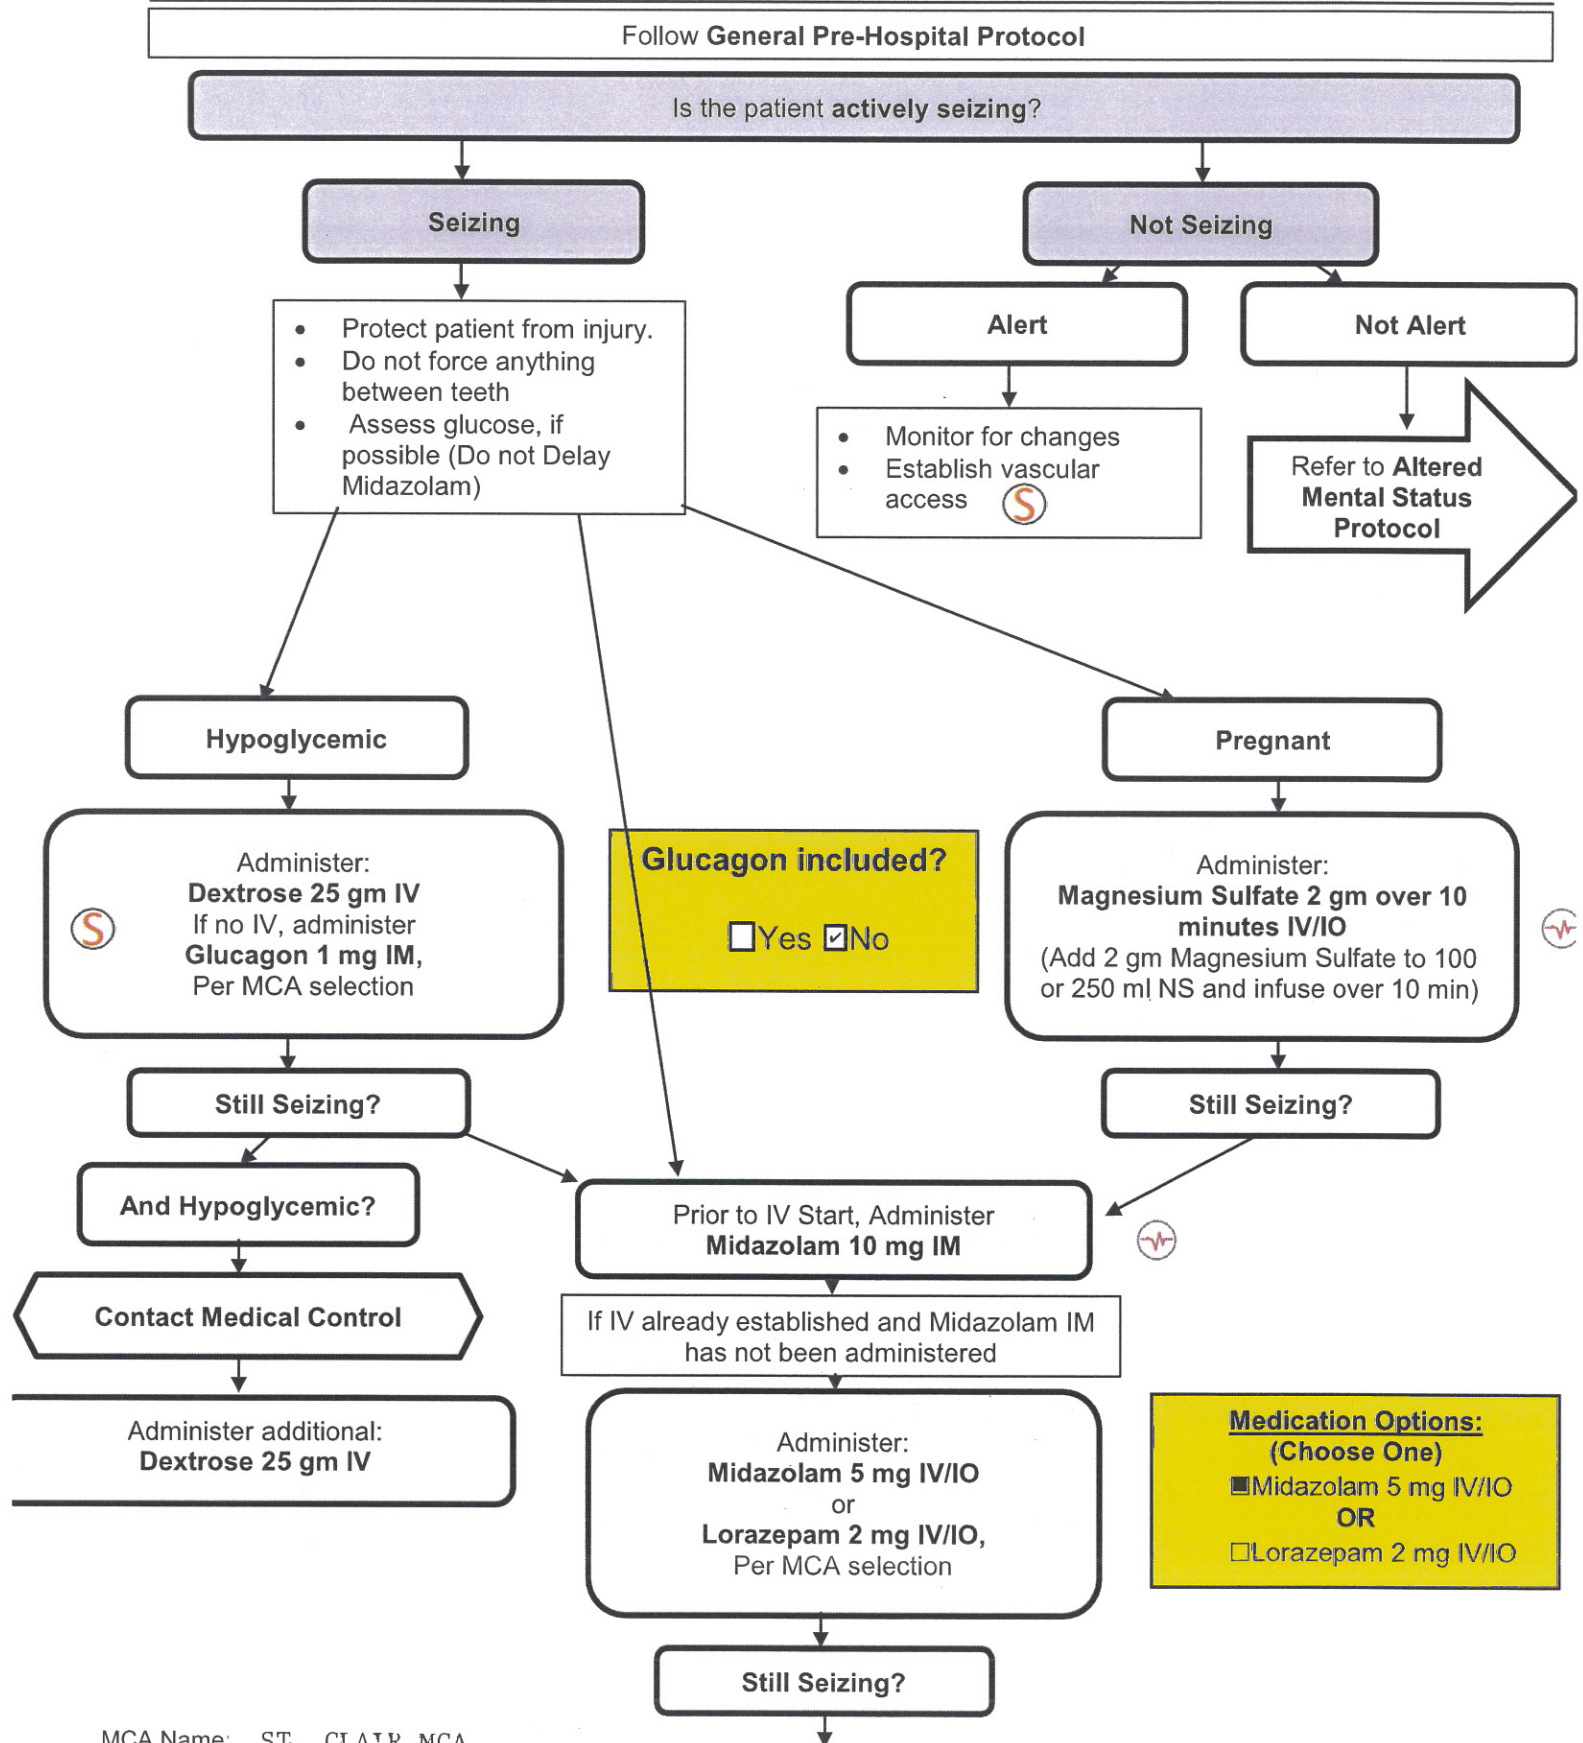 Follow General Pre-Hospital Protocol
Is the patient actively seizing?
Seizing
Not Seizing
Alert
Not Alert
• Protect patient from injury.
• Do not force anything
between teeth
• Assess glucose, if
possible (Do not Delay
Midazolam)
• Monitor for changes
• Establish vascular
access S
Refer to Altered
Mental Status
Protocol
Hypoglycemic
Pregnant
Administer:
Dextrose 25 gm IV
If no IV, administer
Glucagon 1 mg IM,
Per MCA selection
S
Glucagon included?
☐Yes ☑No
Administer:
Magnesium Sulfate 2 gm over 10
minutes IV/IO
(Add 2 gm Magnesium Sulfate to 100
or 250 ml NS and infuse over 10 min)
Still Seizing?
Still Seizing?
And Hypoglycemic?
Prior to IV Start, Administer
Midazolam 10 mg IM
Contact Medical Control
If IV already established and Midazolam IM
has not been administered
Administer additional:
Dextrose 25 gm IV
Administer:
Midazolam 5 mg IV/IO
or
Lorazepam 2 mg IV/IO,
Per MCA selection
Medication Options:
(Choose One)
■Midazolam 5 mg IV/IO
OR
☐Lorazepam 2 mg IV/IO
Still Seizing?
MCA Name: ST. CLAIR MCA